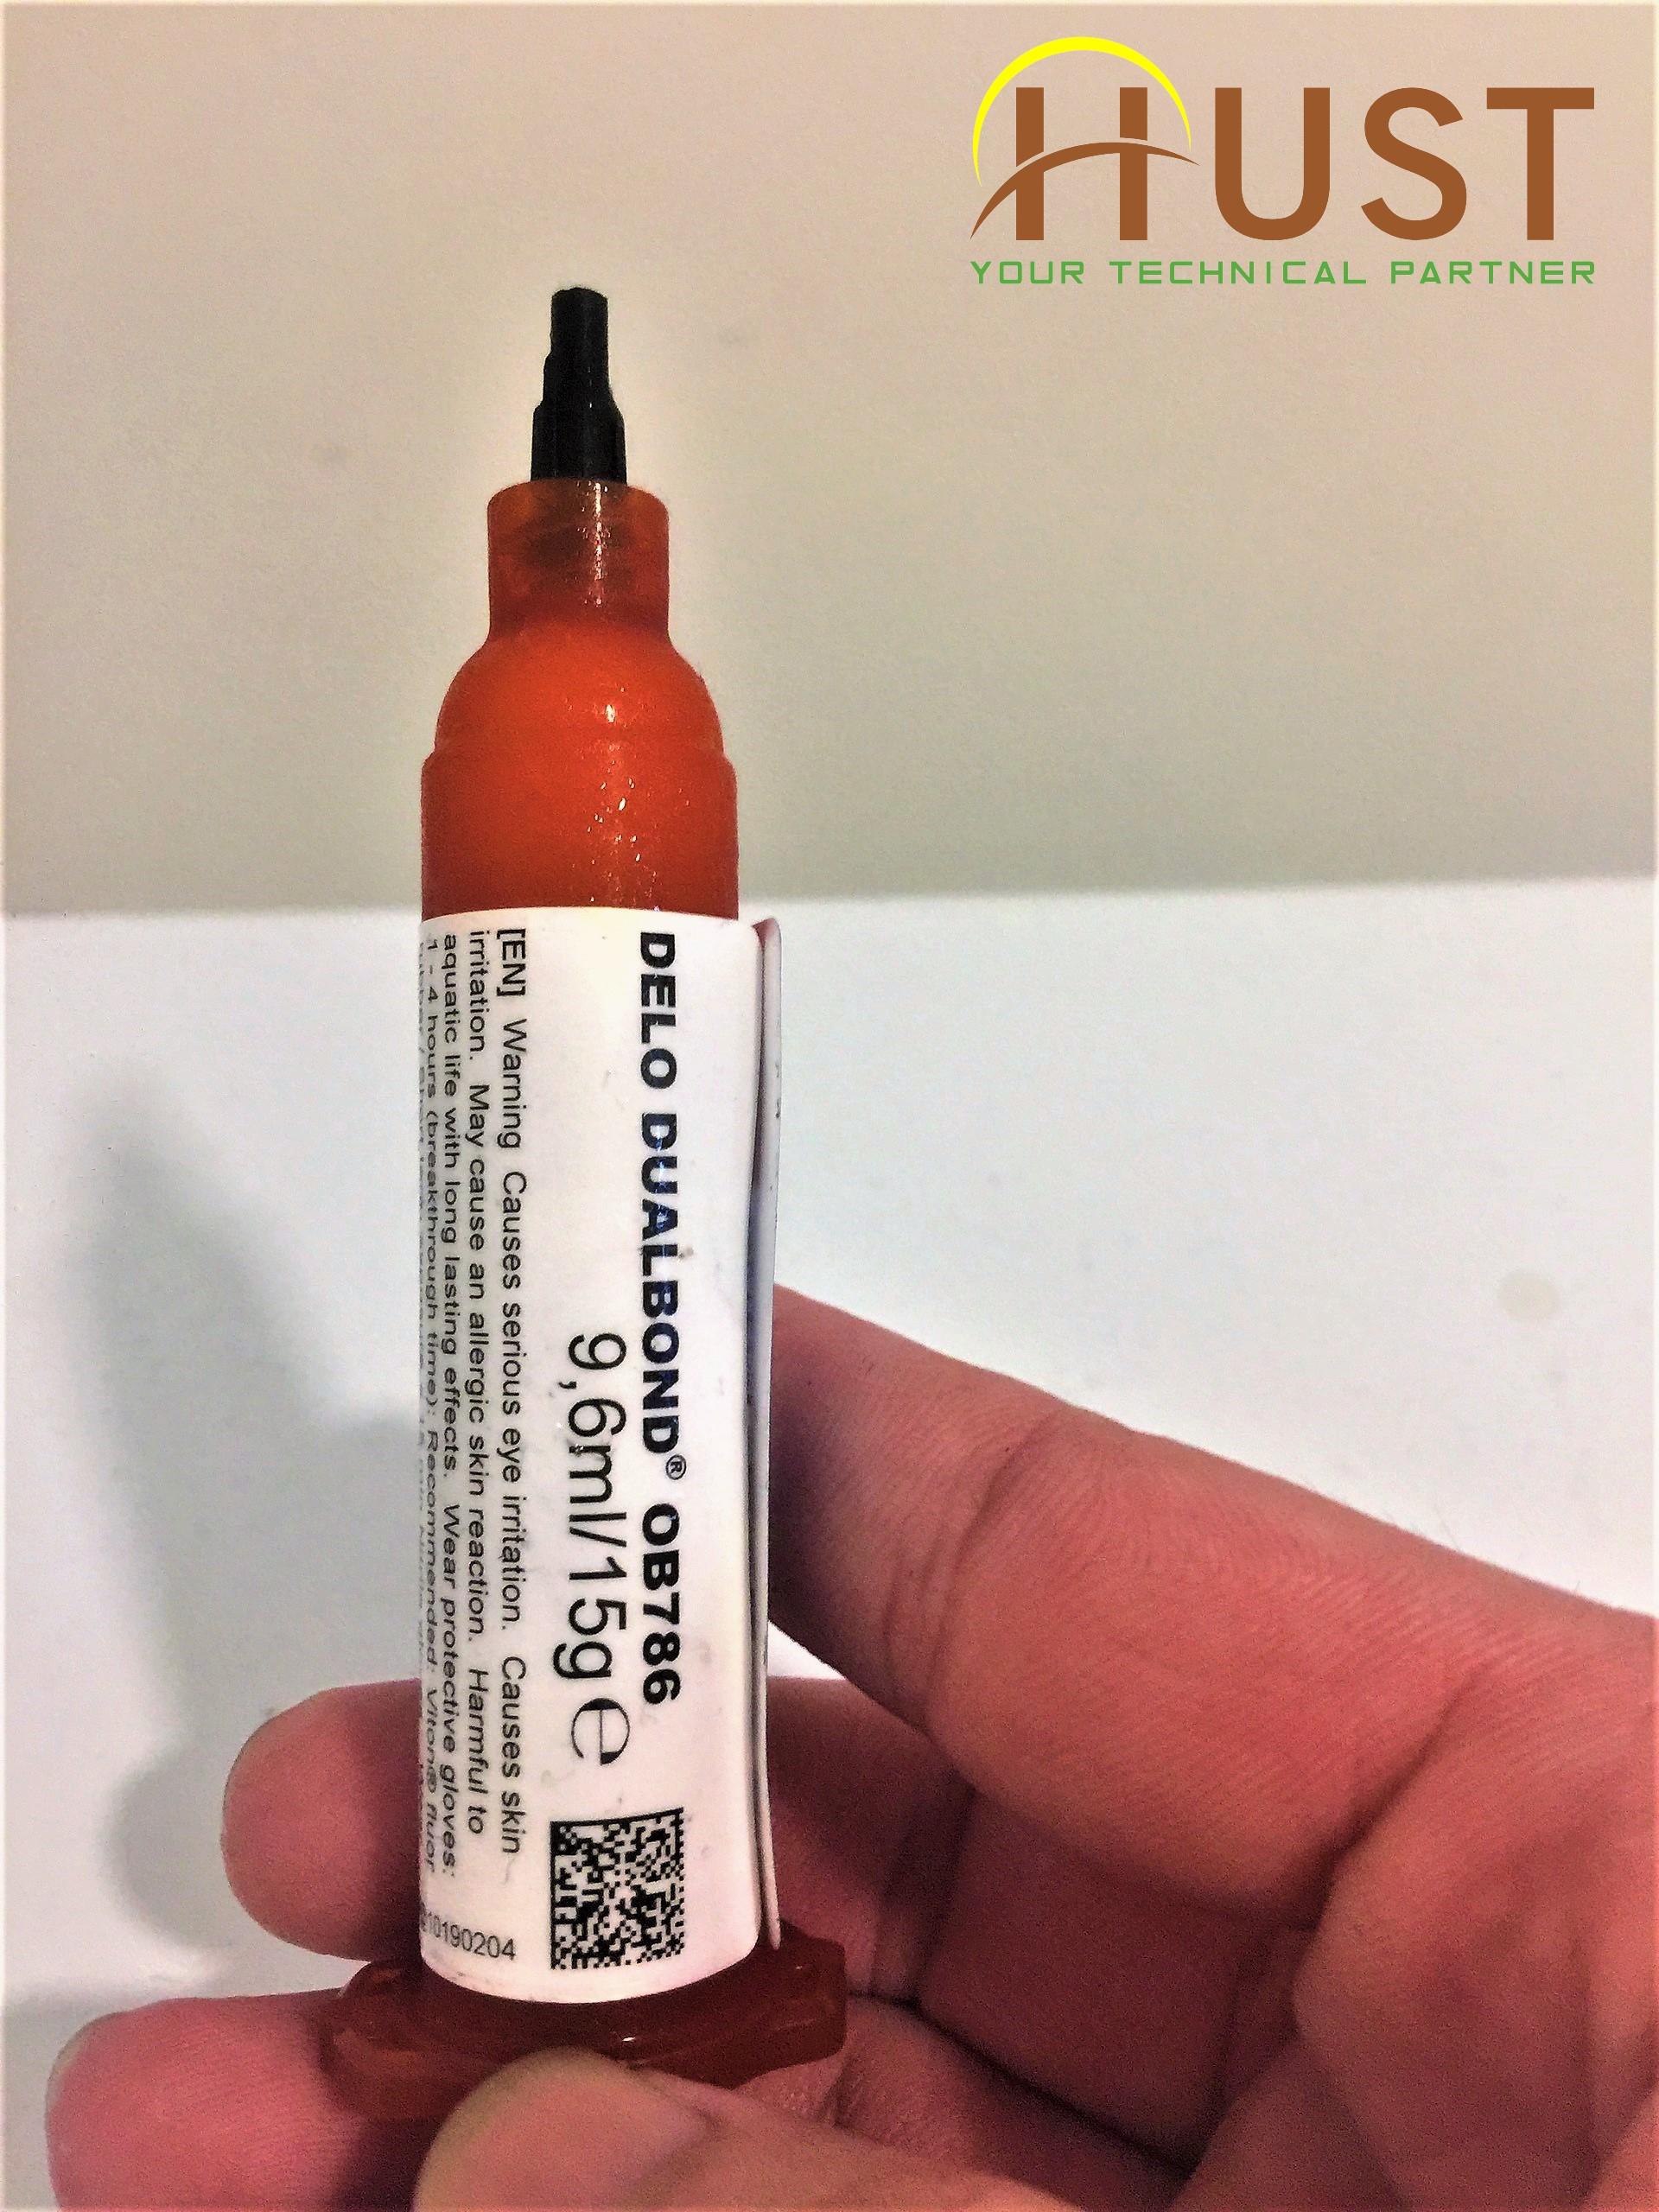 HUST
YOUR TECHNICAL PARTNER
DELO DUALBOND® OB786
9,6ml/15g ℮
[EN] Warning Causes serious eye irritation. Causes skin
irritation. May cause an allergic skin reaction. Harmful to
aquatic life with long lasting effects. Wear protective gloves:
1 - 4 hours (breakthrough time): Recommended: Viton® fluor
10190204